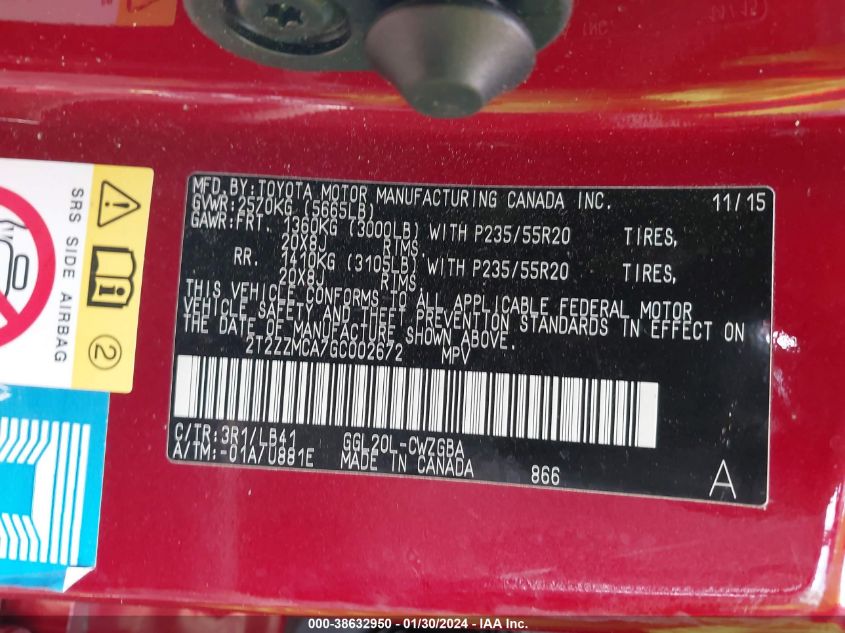 MFD.BY:TOYOTA MOTOR MANUFACTURING CANADA INC. 11/15
GVWR:2570KG (5665LB)
GAWR:FRT. 1360KG (3000LB) WITH P235/55R20 TIRES,
20X8J RIMS
RR. 1410KG (3105LB) WITH P235/55R20 TIRES,
20X8J RIMS
THIS VEHICLE CONFORMS TO ALL APPLICABLE FEDERAL MOTOR
VEHICLE SAFETY AND THEFT PREVENTION STANDARDS IN EFFECT ON
THE DATE OF MANUFACTURE SHOWN ABOVE.
2T2ZZMCA7GC002672 MPV
C/TR:3R1/LB41 GGL20L-CWZGBA
A/TM:-01A/U881E MADE IN CANADA 866 A
SRS SIDE AIRBAG
2
000-38632950 - 01/30/2024 - IAA Inc.